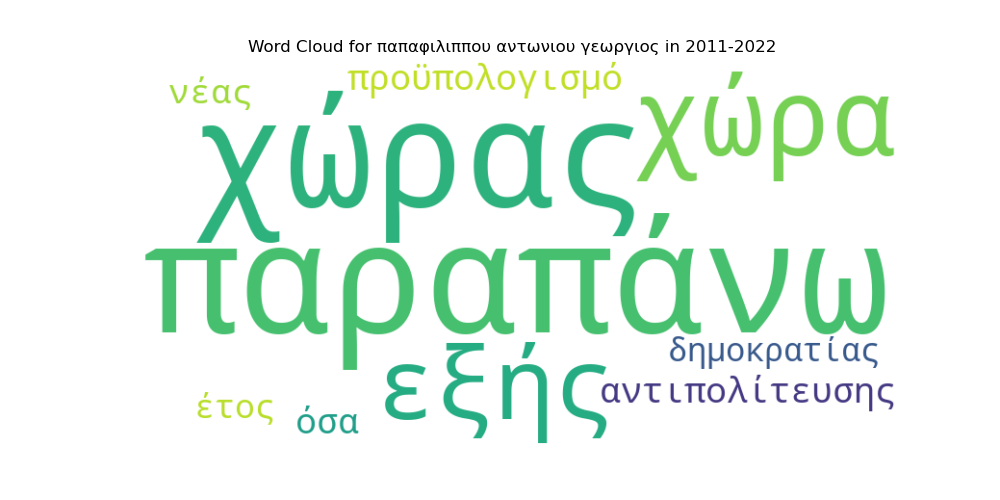 Word Cloud for παπαφιλιππου αντωνιου γεωργιος in 2011-2022
νέας προϋπολογισμό χώρα
χώρας
παραπάνω
δημοκρατίας
εξής αντιπολίτευσης
έτος όσα